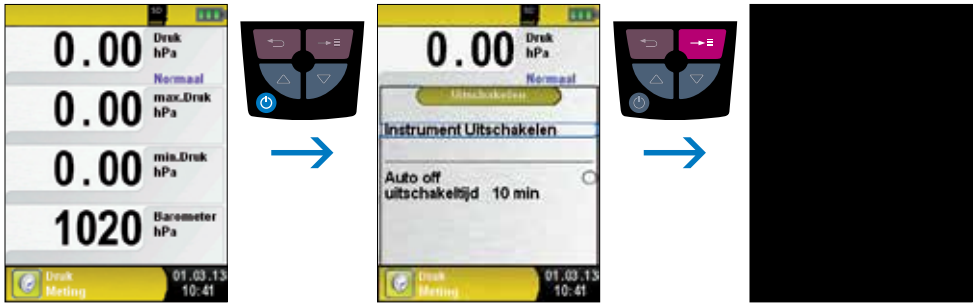 SD
0.00 Druk hPa
Normaal
0.00 max.Druk hPa
0.00 min.Druk hPa
1020 Barometer hPa
Druk Meting
01.03.13 10:41
SD
0.00 Druk hPa
Normaal
Uitschakelen
Instrument Uitschakelen
Auto off
uitschakeltijd 10 min
Druk Meting
01.03.13 10:41